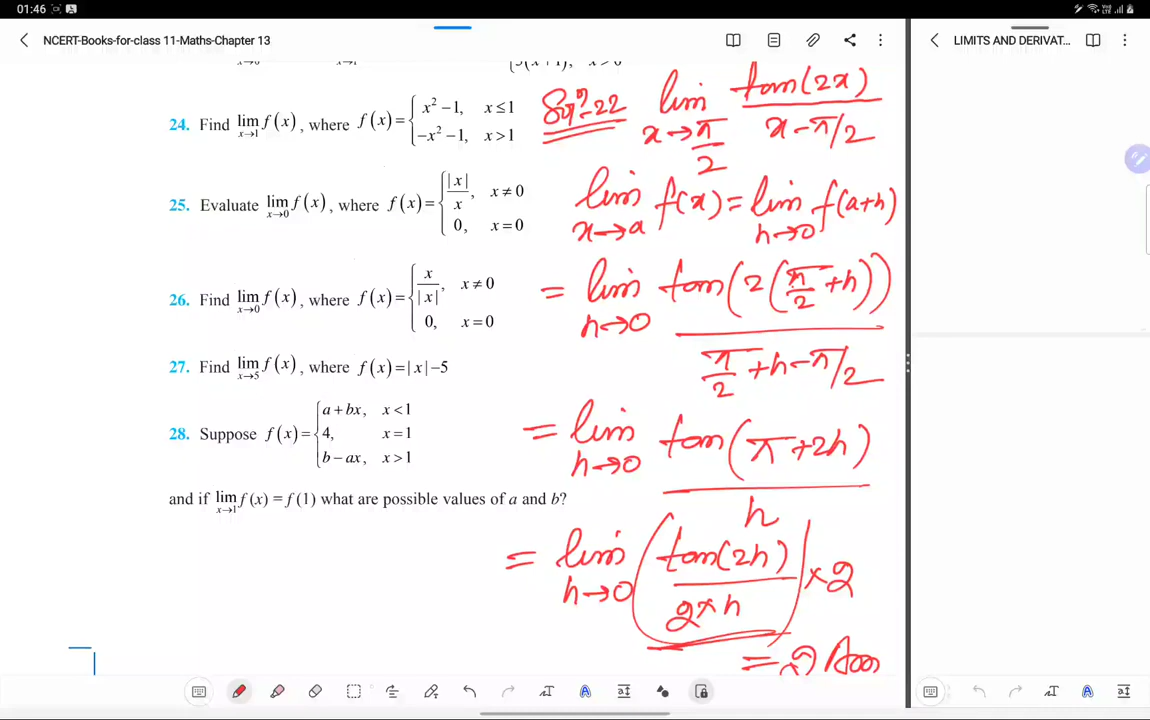 01:46
NCERT-Books-for class 11-Maths-Chapter 13
LIMITS AND DERIVAT...
24. Find lim x→1 f(x), where f(x) = { x² −1, x ≤ 1
−x² −1, x > 1
25. Evaluate lim x→0 f(x), where f(x) = { |x|/x, x ≠ 0
0, x = 0
26. Find lim x→0 f(x), where f(x) = { x/|x|, x ≠ 0
0, x = 0
27. Find lim x→5 f(x), where f(x) = |x| −5
28. Suppose f(x) = { a + bx, x < 1
4, x = 1
b − ax, x > 1
and if lim x→1 f(x) = f(1) what are possible values of a and b?
lim x→π/2 tan(2x) / x − π/2
lim x→a f(x) = lim h→0 f(a+h)
= lim h→0 tan(2(π/2 + h)) / π/2 + h − π/2
= lim h→0 tan(π + 2h) / h
= lim h→0 (tan(2h) / 2×h) × 2
= 2 Ans